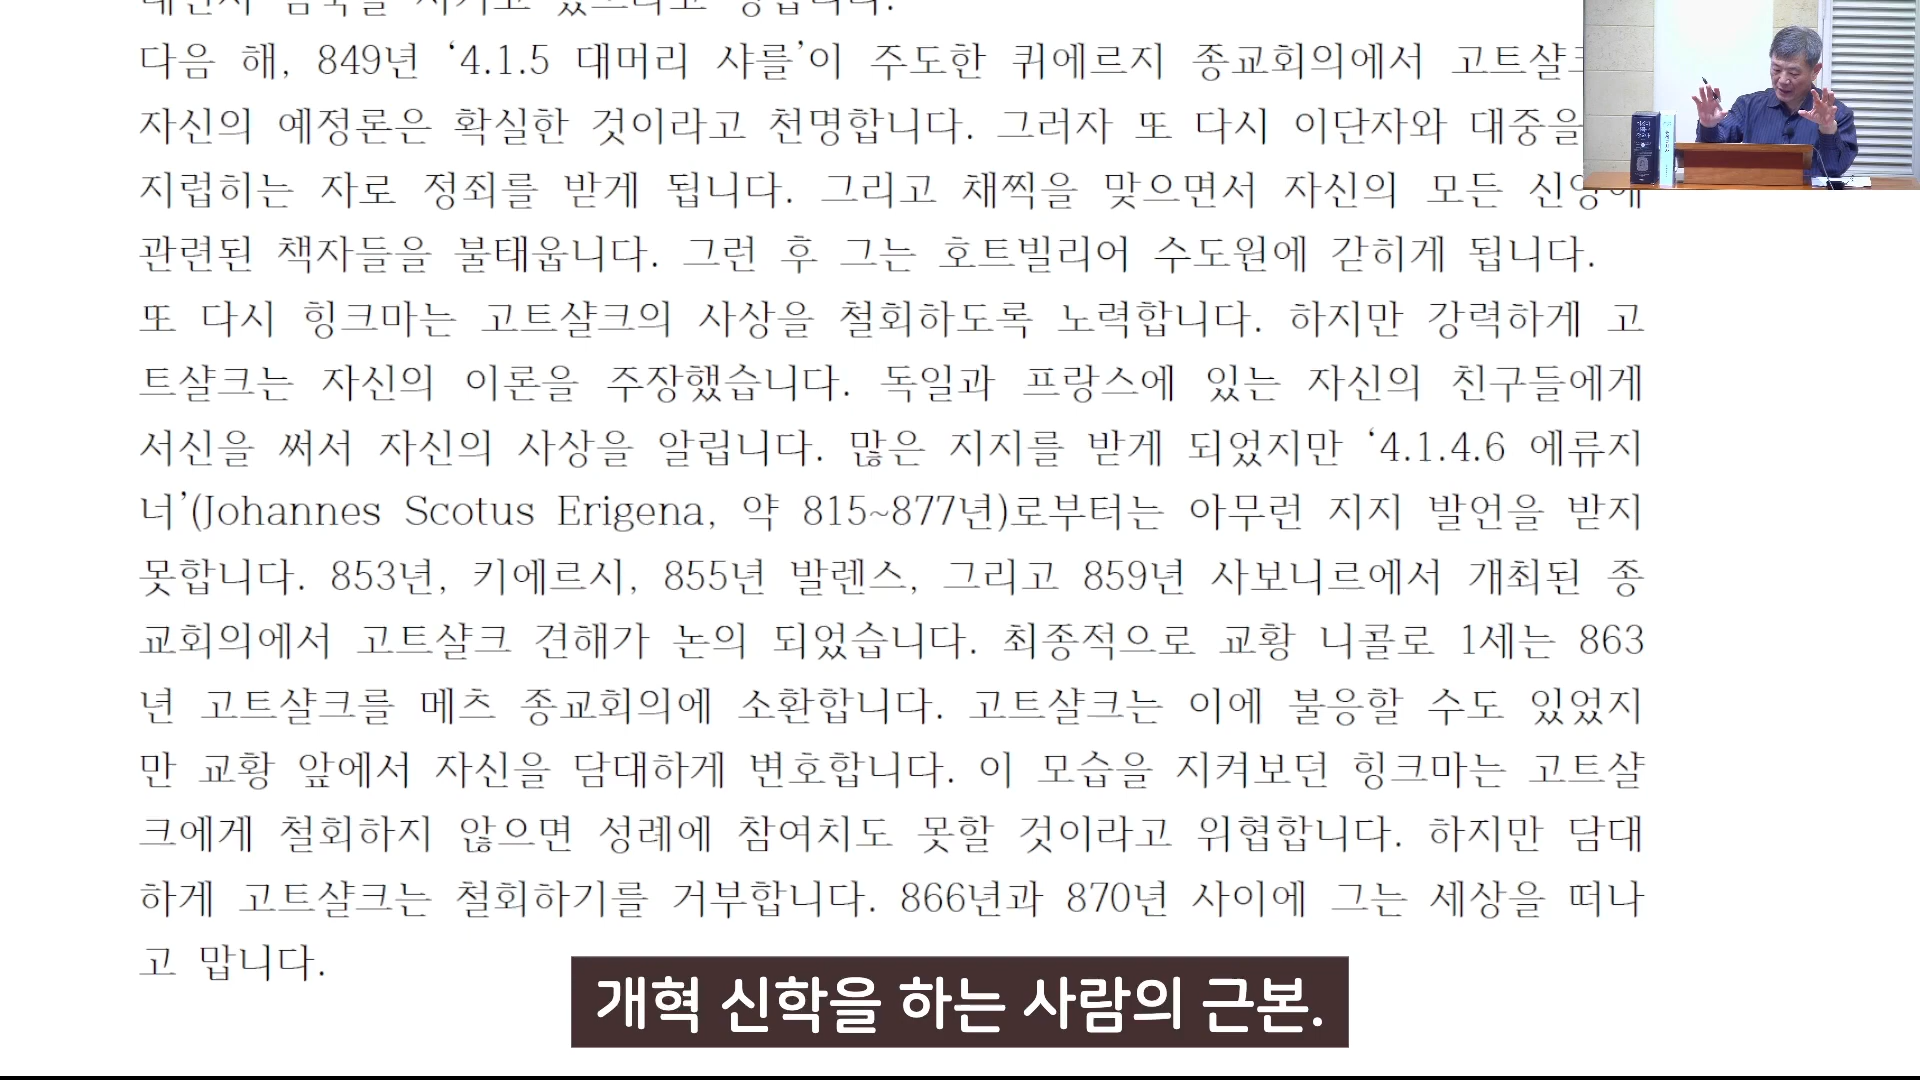 다음 해, 849년 ‘4.1.5 대머리 샤를’이 주도한 퀴에르지 종교회의에서 고트샬
자신의 예정론은 확실한 것이라고 천명합니다. 그러자 또 다시 이단자와 대중을
지럽히는 자로 정죄를 받게 됩니다. 그리고 채찍을 맞으면서 자신의 모든
관련된 책자들을 불태웁니다. 그런 후 그는 호트빌리어 수도원에 갇히게 됩니다.
또 다시 힝크마는 고트샬크의 사상을 철회하도록 노력합니다. 하지만 강력하게 고
트샬크는 자신의 이론을 주장했습니다. 독일과 프랑스에 있는 자신의 친구들에게
서신을 써서 자신의 사상을 알립니다. 많은 지지를 받게 되었지만 ‘4.1.4.6 에류지
너’(Johannes Scotus Erigena, 약 815~877년)로부터는 아무런 지지 발언을 받지
못합니다. 853년, 키에르시, 855년 발렌스, 그리고 859년 사보니르에서 개최된 종
교회의에서 고트샬크 견해가 논의 되었습니다. 최종적으로 교황 니콜로 1세는 863
년 고트샬크를 메츠 종교회의에 소환합니다. 고트샬크는 이에 불응할 수도 있었지
만 교황 앞에서 자신을 담대하게 변호합니다. 이 모습을 지켜보던 힝크마는 고트샬
크에게 철회하지 않으면 성례에 참여치도 못할 것이라고 위협합니다. 하지만 담대
하게 고트샬크는 철회하기를 거부합니다. 866년과 870년 사이에 그는 세상을 떠나
고 맙니다.
개혁 신학을 하는 사람의 근본.